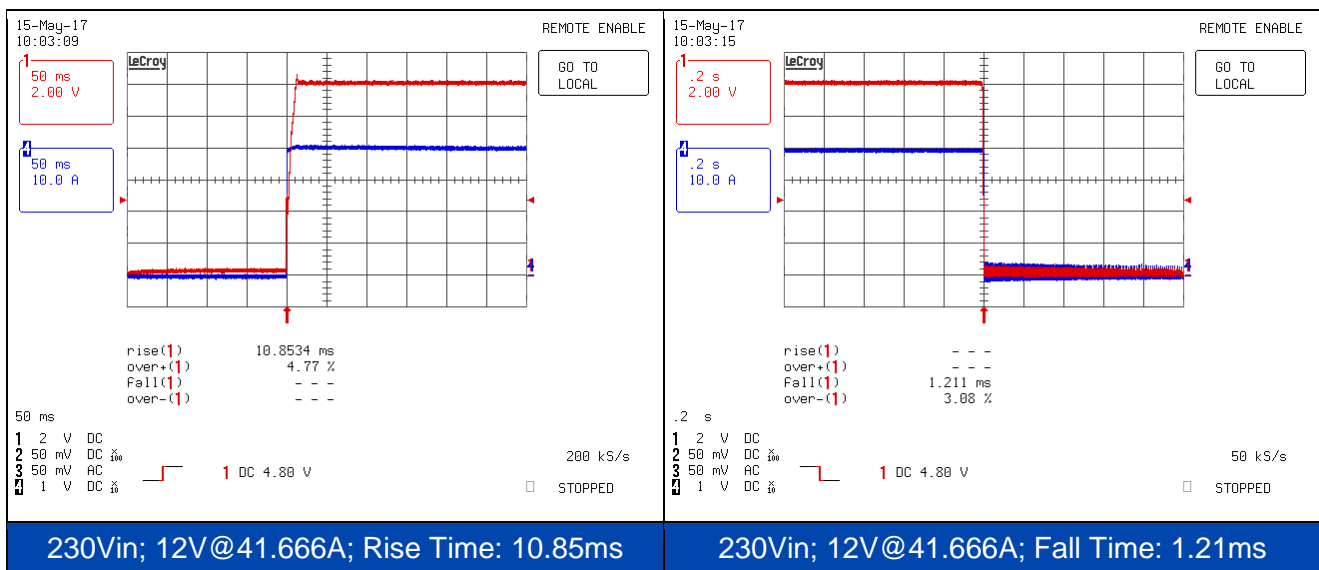 15-May-17
10:03:09
REMOTE ENABLE
1
50 ms
2.00 V
LeCroy
GO TO
LOCAL
4
50 ms
10.0 A
4
rise(1) 10.8534 ms
over+(1) 4.77 %
Fall(1) - - -
over-(1) - - -
50 ms
1 2 V DC
2 50 mV DC X100
3 50 mV AC
4 1 V DC X10
1 DC 4.80 V
200 kS/s
STOPPED
230Vin; 12V@41.666A; Rise Time: 10.85ms
15-May-17
10:03:15
REMOTE ENABLE
1
.2 s
2.00 V
LeCroy
GO TO
LOCAL
4
.2 s
10.0 A
4
rise(1) - - -
over+(1) - - -
Fall(1) 1.211 ms
over-(1) 3.08 %
.2 s
1 2 V DC
2 50 mV DC X100
3 50 mV AC
4 1 V DC X10
1 DC 4.80 V
50 kS/s
STOPPED
230Vin; 12V@41.666A; Fall Time: 1.21ms